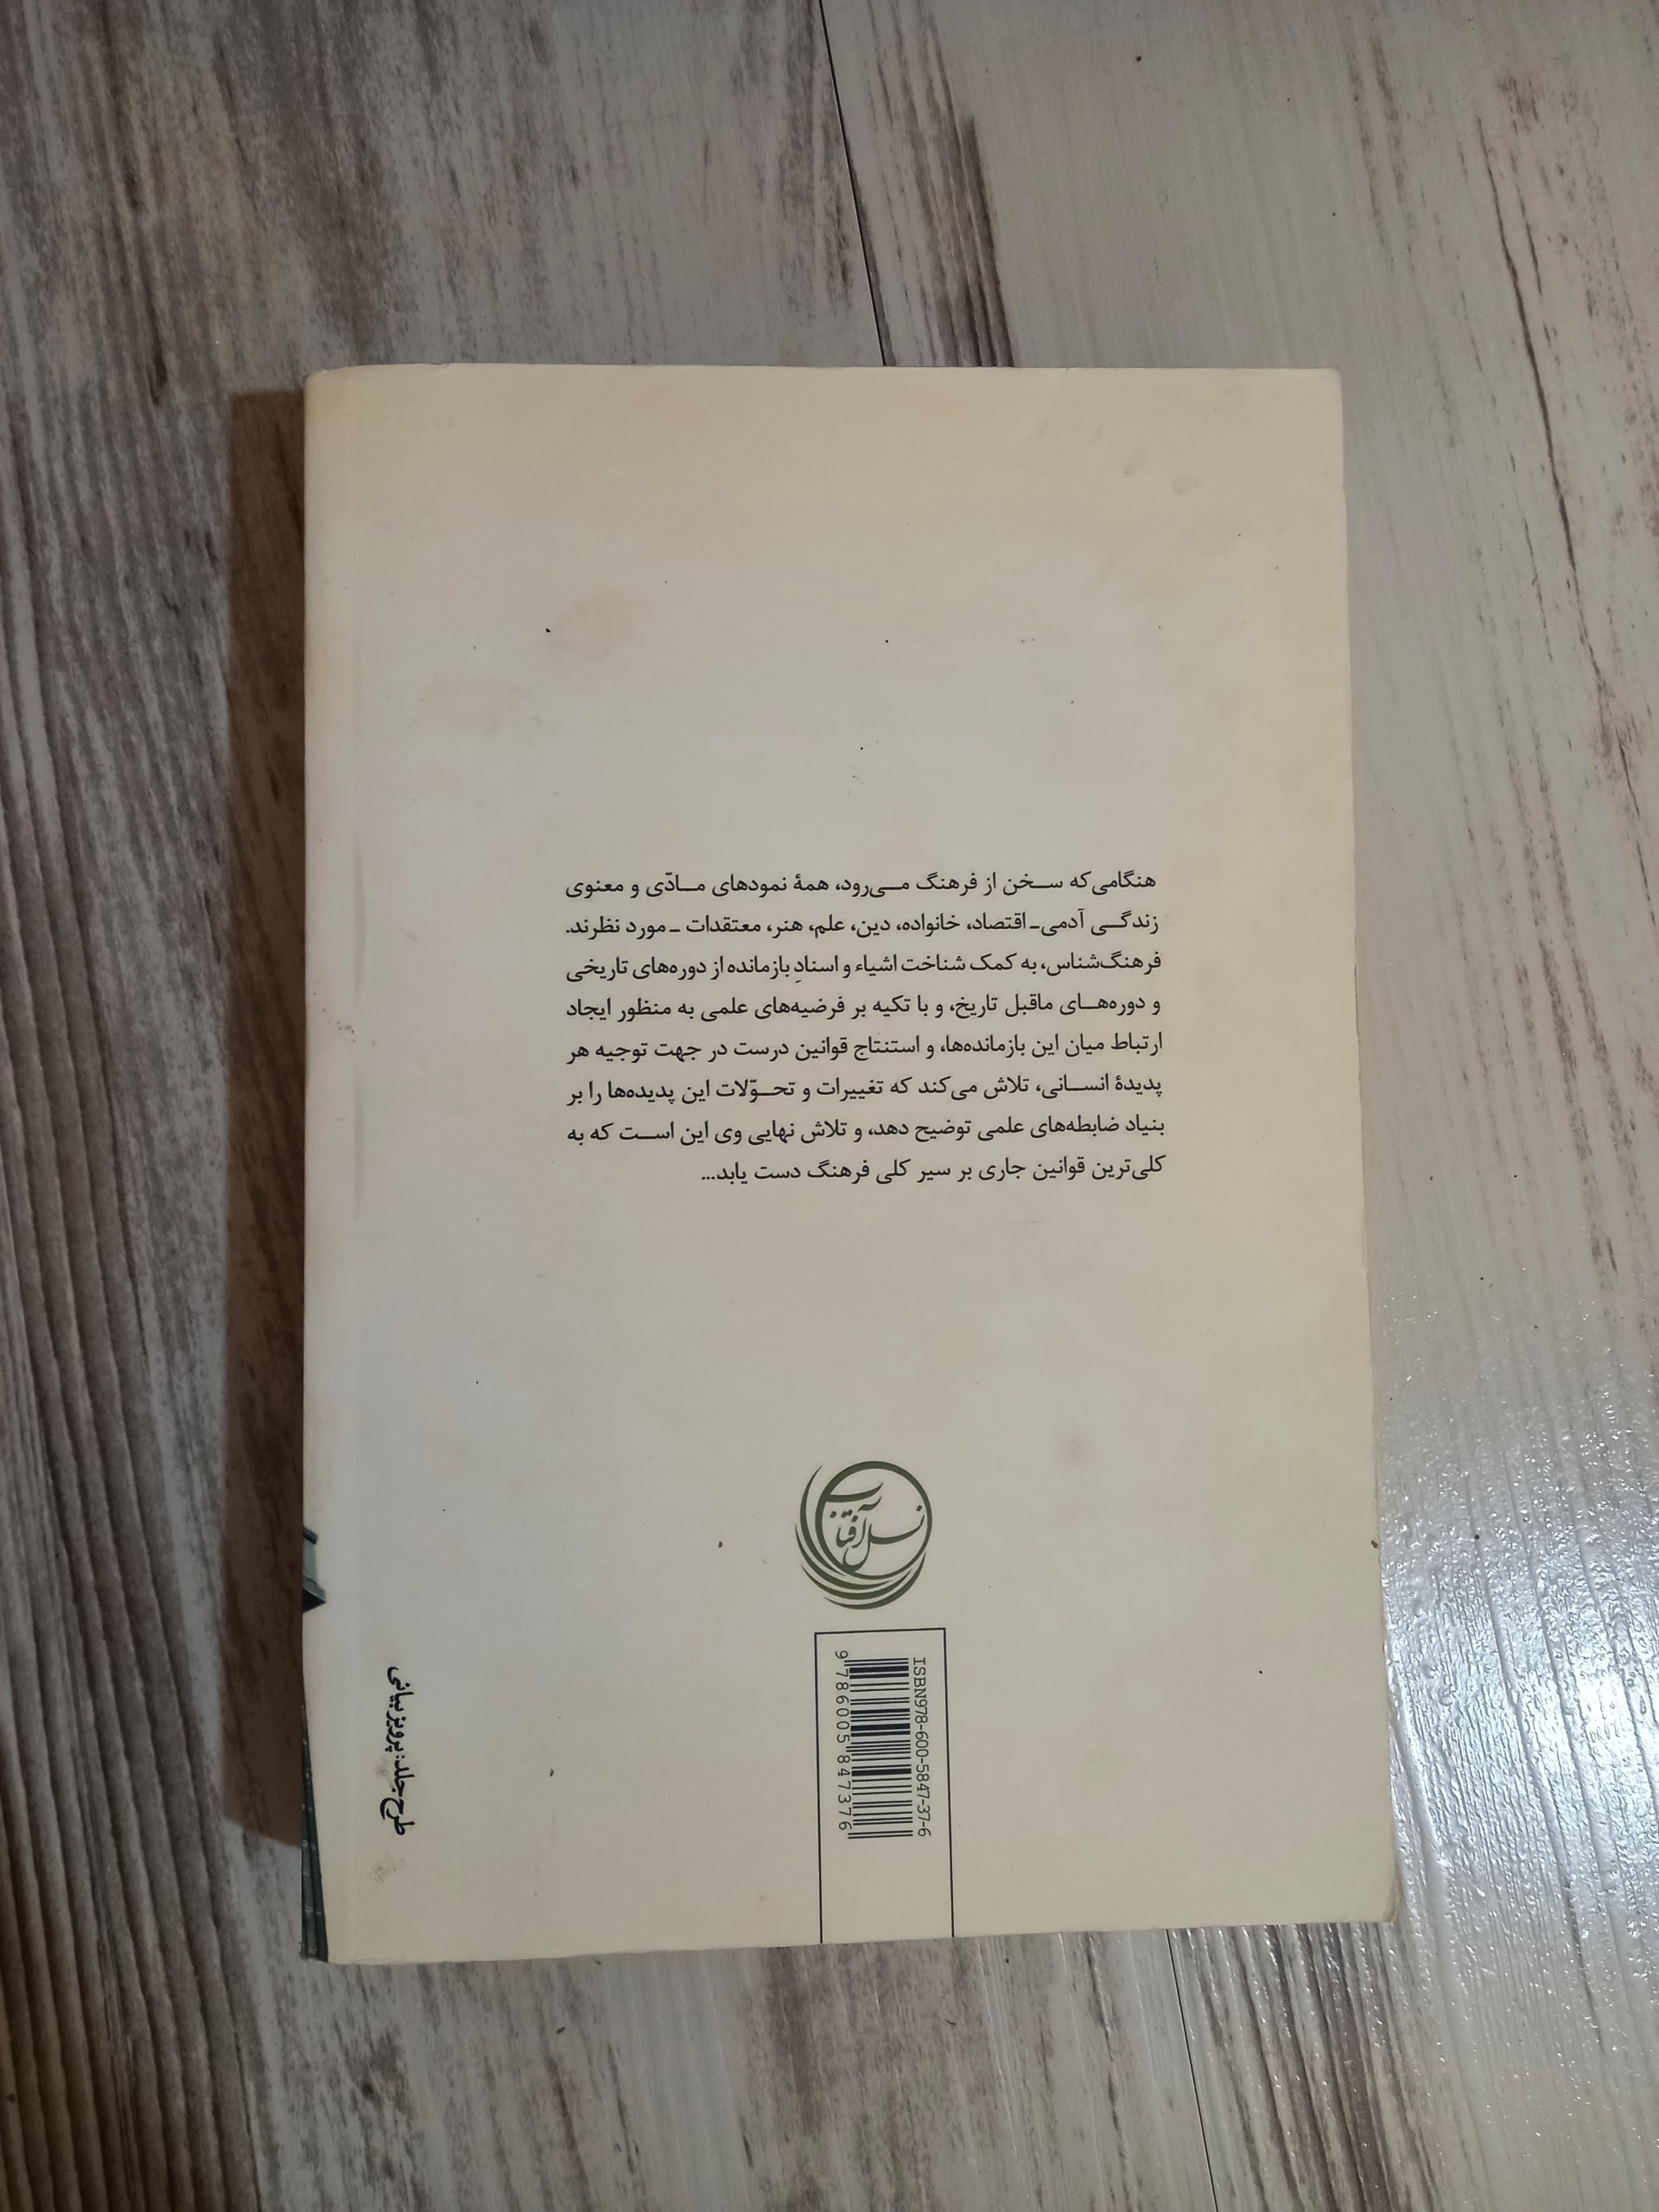 هنگامی‌که سخن از فرهنگ می‌رود، همهٔ نمودهای مادّی و معنوی
زندگی آدمی ـ اقتصاد، خانواده، دین، علم، هنر، معتقدات ـ مورد نظرند.
فرهنگ‌شناس، به کمک شناخت اشیاء و اسنادِ بازمانده از دوره‌های تاریخی
و دوره‌های ماقبل تاریخ، و با تکیه بر فرضیه‌های علمی به منظور ایجاد
ارتباط میان این بازمانده‌ها، و استنتاج قوانین درست در جهت توجیه هر
پدیدهٔ انسانی، تلاش می‌کند که تغییرات و تحوّلات این پدیده‌ها را بر
بنیاد ضابطه‌های علمی توضیح دهد، و تلاش نهایی وی این است که به
کلی‌ترین قوانین جاری بر سیر کلی فرهنگ دست یابد...
نسل آفتاب
ISBN978-600-5847-37-6
9 786005 847376
طرح جلد: پرویز بیانی